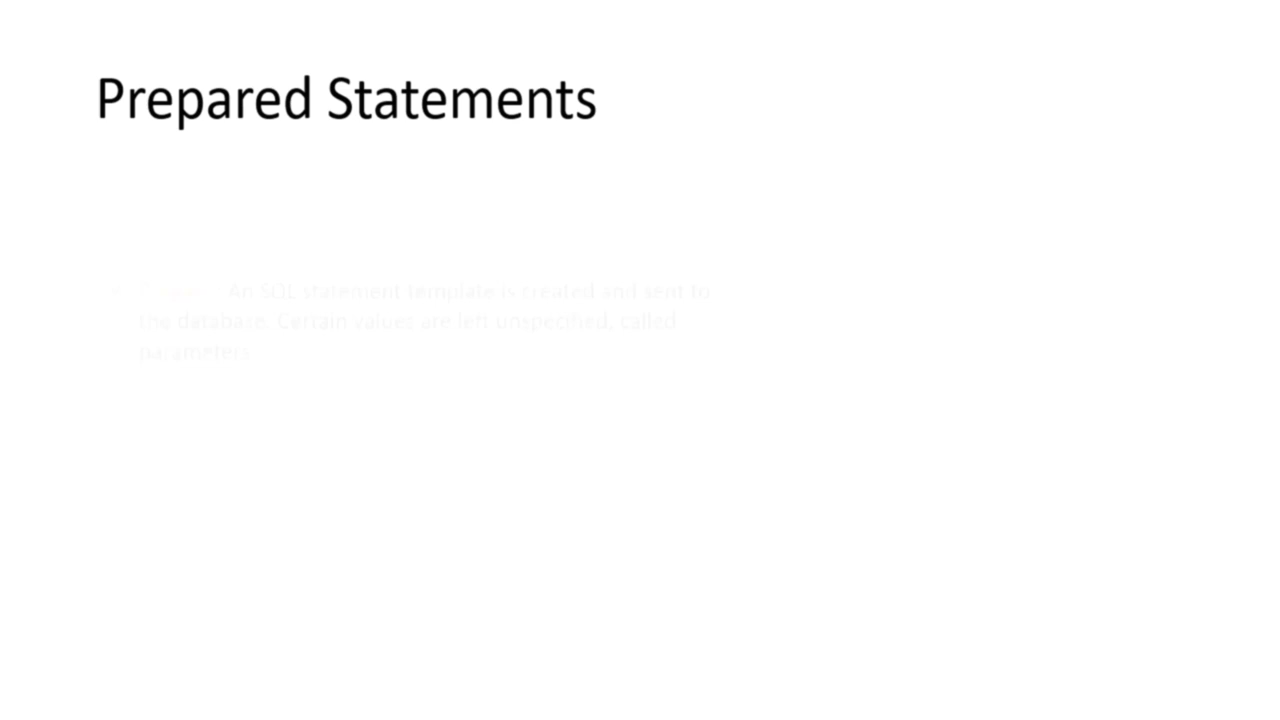 Prepared Statements
An SQL statement template is created and sent to
the database. Certain values are left unspecified, called
parameters